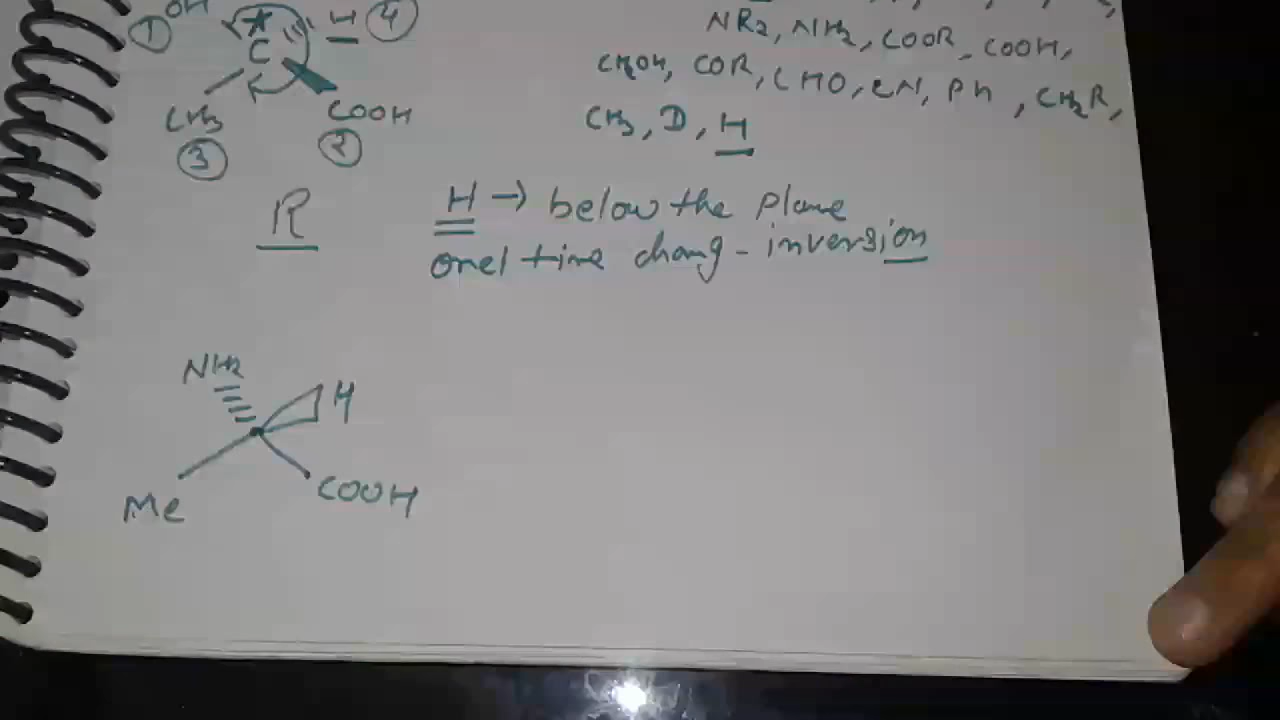 NR2, NH2, COOR, COOH,
CH2OH, COR, CHO, CN, Ph, CH2R,
CH3, D, H
① OH * H ④
C
CH3 COOH
③ ②
R
H → below the plane
onel time chang - inversion
NH2 H
Me COOH